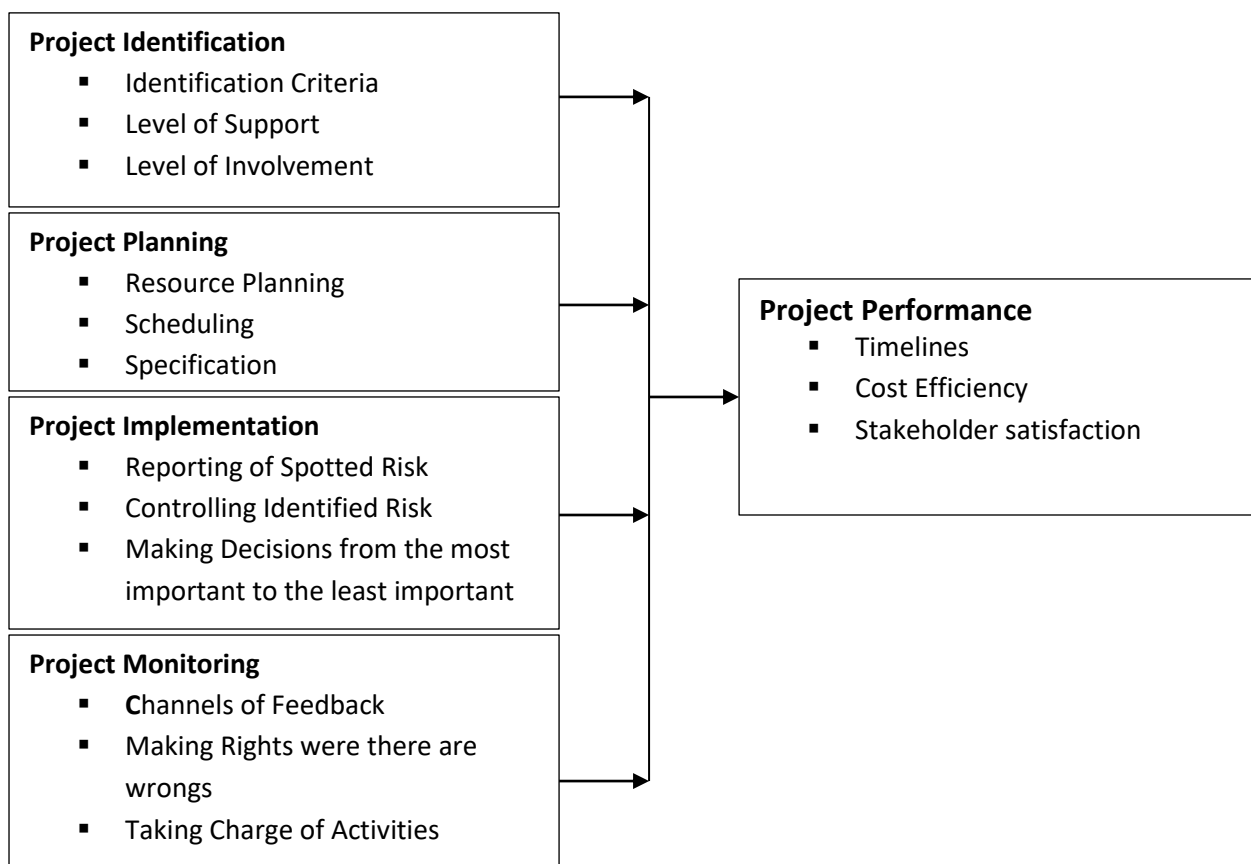 Project Identification
▪ Identification Criteria
▪ Level of Support
▪ Level of Involvement
Project Planning
▪ Resource Planning
▪ Scheduling
▪ Specification
Project Implementation
▪ Reporting of Spotted Risk
▪ Controlling Identified Risk
▪ Making Decisions from the most
important to the least important
Project Monitoring
▪ Channels of Feedback
▪ Making Rights were there are
wrongs
▪ Taking Charge of Activities
Project Performance
▪ Timelines
▪ Cost Efficiency
▪ Stakeholder satisfaction